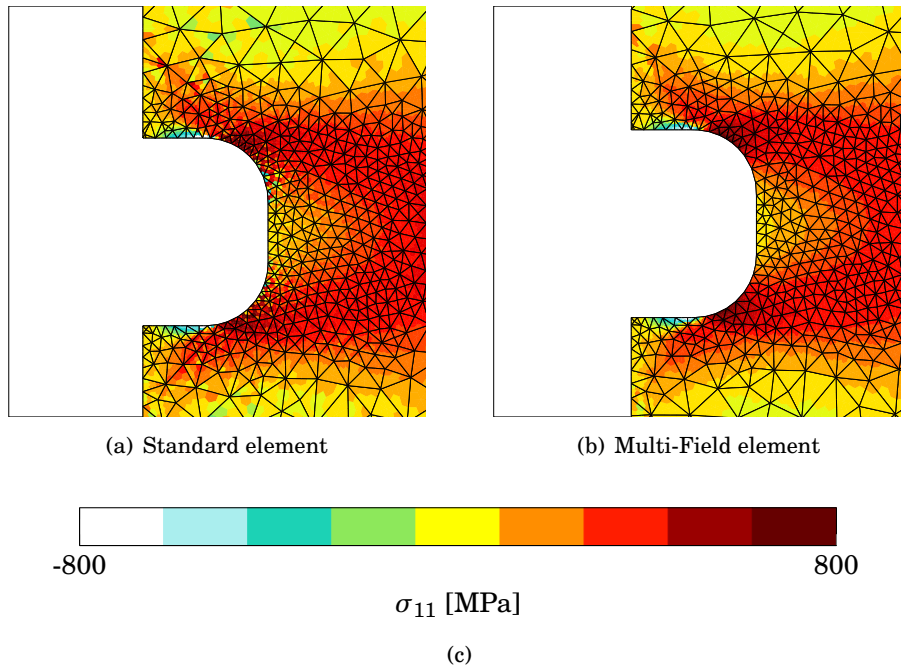 (a) Standard element
(b) Multi-Field element
-800
800
σ11 [MPa]
(c)